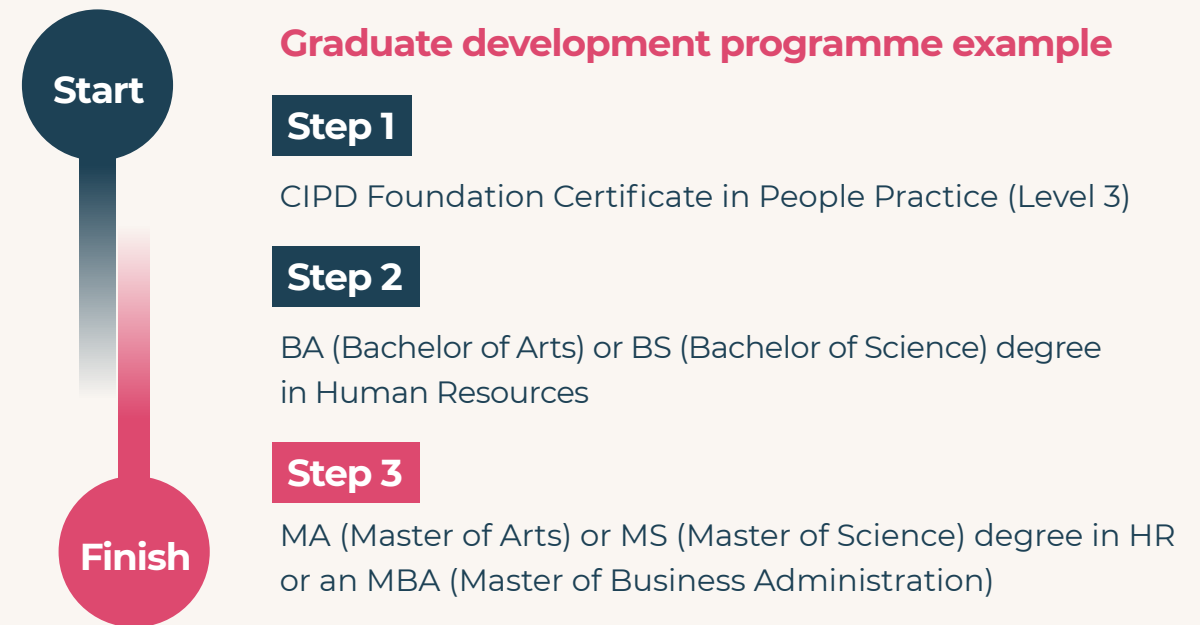 Start
Graduate development programme example
Step 1
CIPD Foundation Certificate in People Practice (Level 3)
Step 2
BA (Bachelor of Arts) or BS (Bachelor of Science) degree
in Human Resources
Step 3
MA (Master of Arts) or MS (Master of Science) degree in HR
or an MBA (Master of Business Administration)
Finish